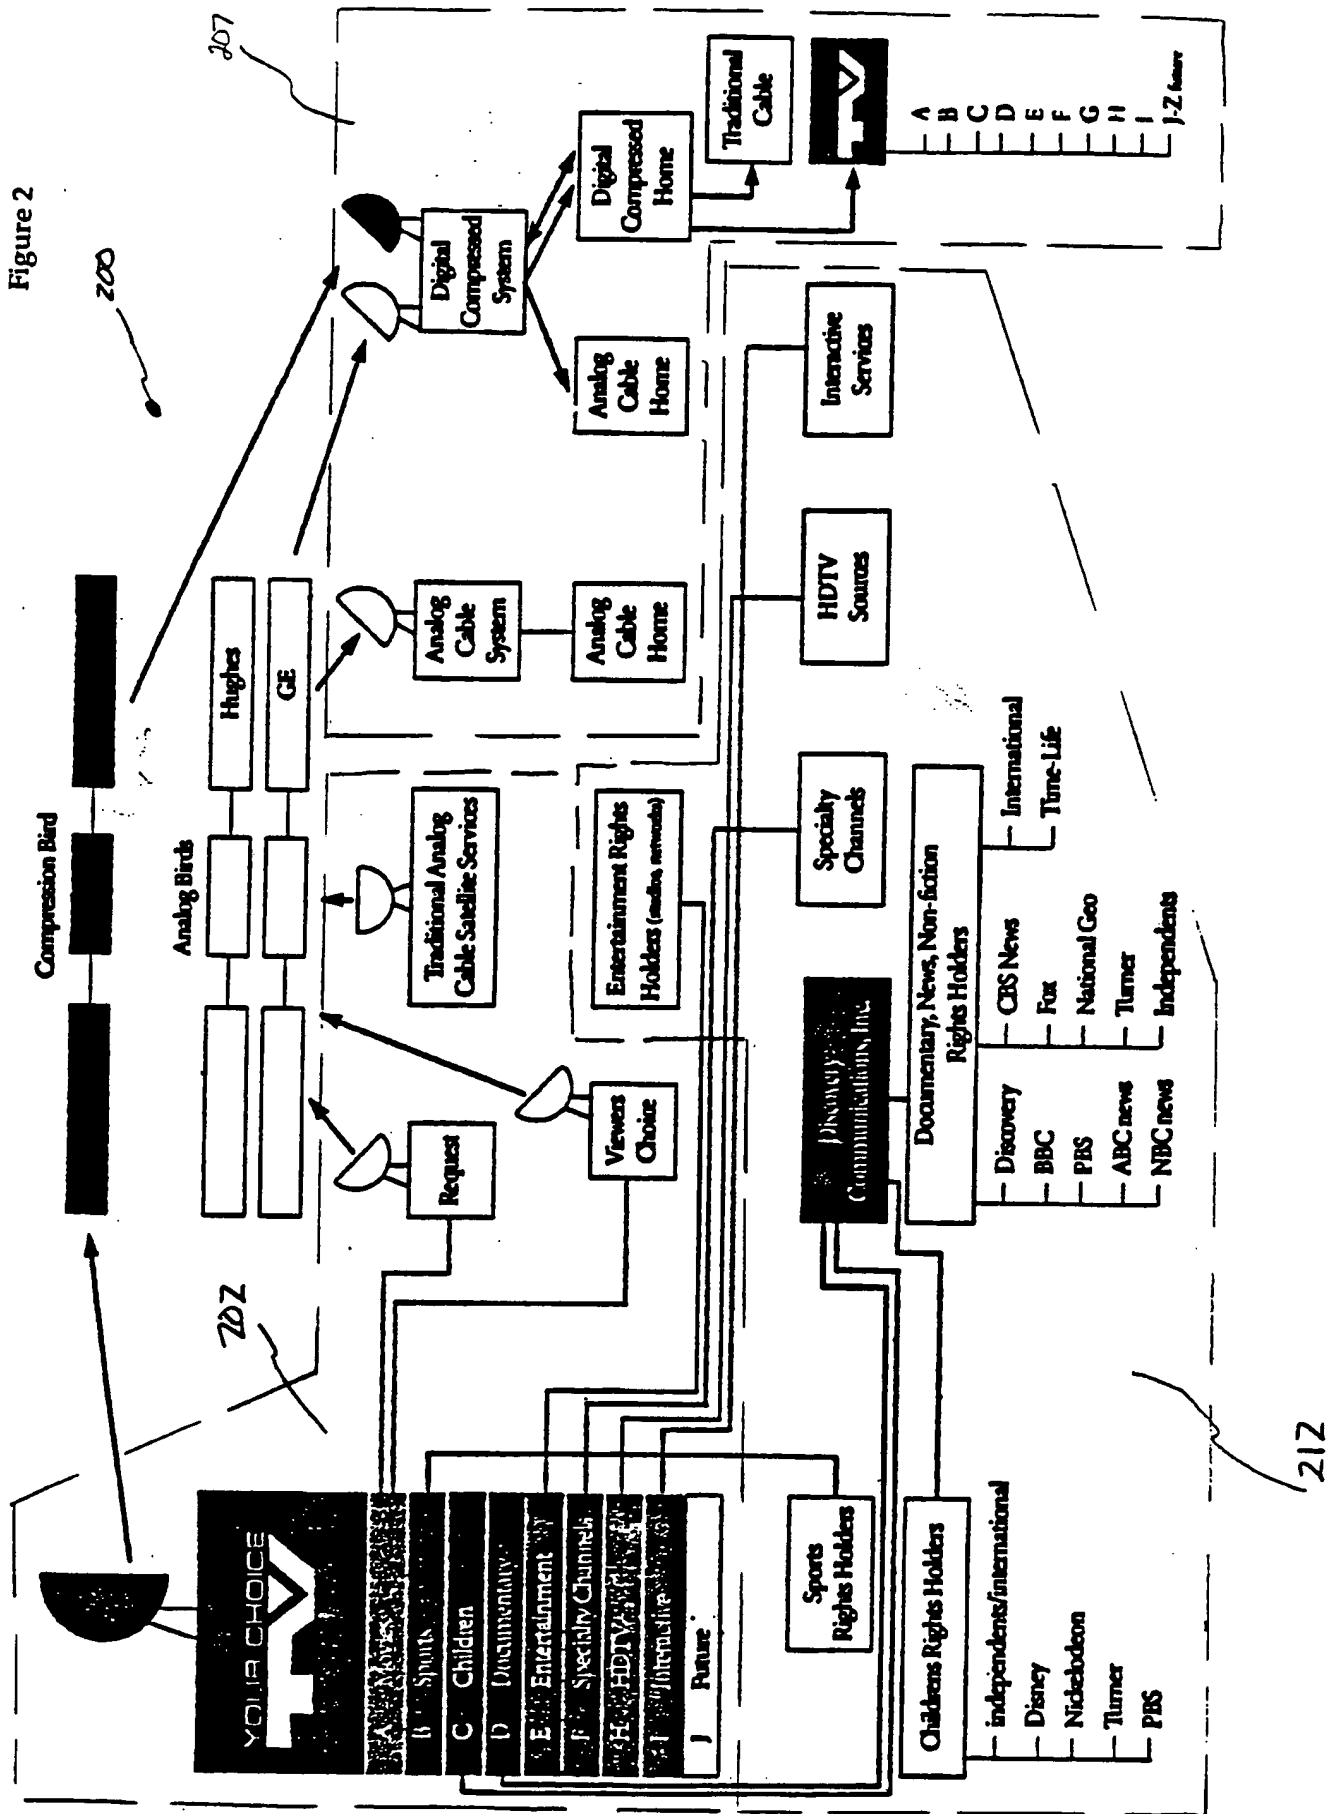 Figure 2
200
207
202
212
Compression Bird
Analog Birds
Hughes
GE
YOUR CHOICE
TV
A
B Sports
C Children
D Documentary
E Entertainment
F Specialty Channels
H HDTV
I Interactive
J Future
Request
Viewers
Choice
Traditional Analog
Cable Satellite Services
Entertainment Rights
Holders (studios, networks)
Analog
Cable
System
Analog
Cable
Home
Digital
Compressed
System
Analog
Cable
Home
Digital
Compressed
Home
Traditional
Cable
TV
A
B
C
D
E
F
G
H
I
J-Z future
Sports
Rights Holders
Discovery
Communications, Inc.
Specialty
Channels
HDTV
Sources
Interactive
Services
Childrens Rights Holders
independents/international
Disney
Nickelodeon
Turner
PBS
Documentary, News, Non-fiction
Rights Holders
Discovery
BBC
PBS
ABC news
NBC news
CBS News
Fox
National Geo
Turner
Independents
International
Time-Life